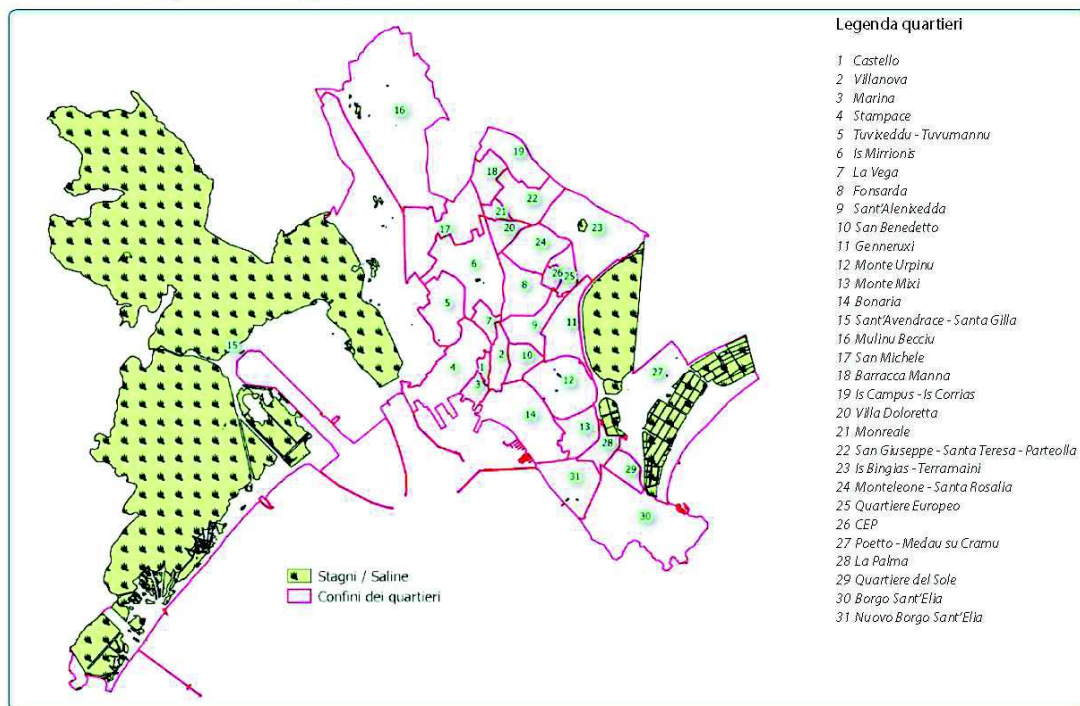 Legenda quartieri
1 Castello
2 Villanova
3 Marina
4 Stampace
5 Tuvixeddu - Tuvumannu
6 Is Mirrionis
7 La Vega
8 Fonsarda
9 Sant'Alenixedda
10 San Benedetto
11 Genneruxi
12 Monte Urpinu
13 Monte Mixi
14 Bonaria
15 Sant'Avendrace - Santa Gilla
16 Mulinu Becciu
17 San Michele
18 Barracca Manna
19 Is Campus - Is Corrias
20 Villa Doloretta
21 Monreale
22 San Giuseppe - Santa Teresa - Parteolla
23 Is Bingias - Terramaini
24 Monteleone - Santa Rosalia
25 Quartiere Europeo
26 CEP
27 Poetto - Medau su Cramu
28 La Palma
29 Quartiere del Sole
30 Borgo Sant'Elia
31 Nuovo Borgo Sant'Elia
16
19
18
22
21
20
23
17
24
6
26
25
8
5
7
11
9
15
4
1
2
10
27
12
3
14
13
28
31
29
30
Stagni / Saline
Confini dei quartieri